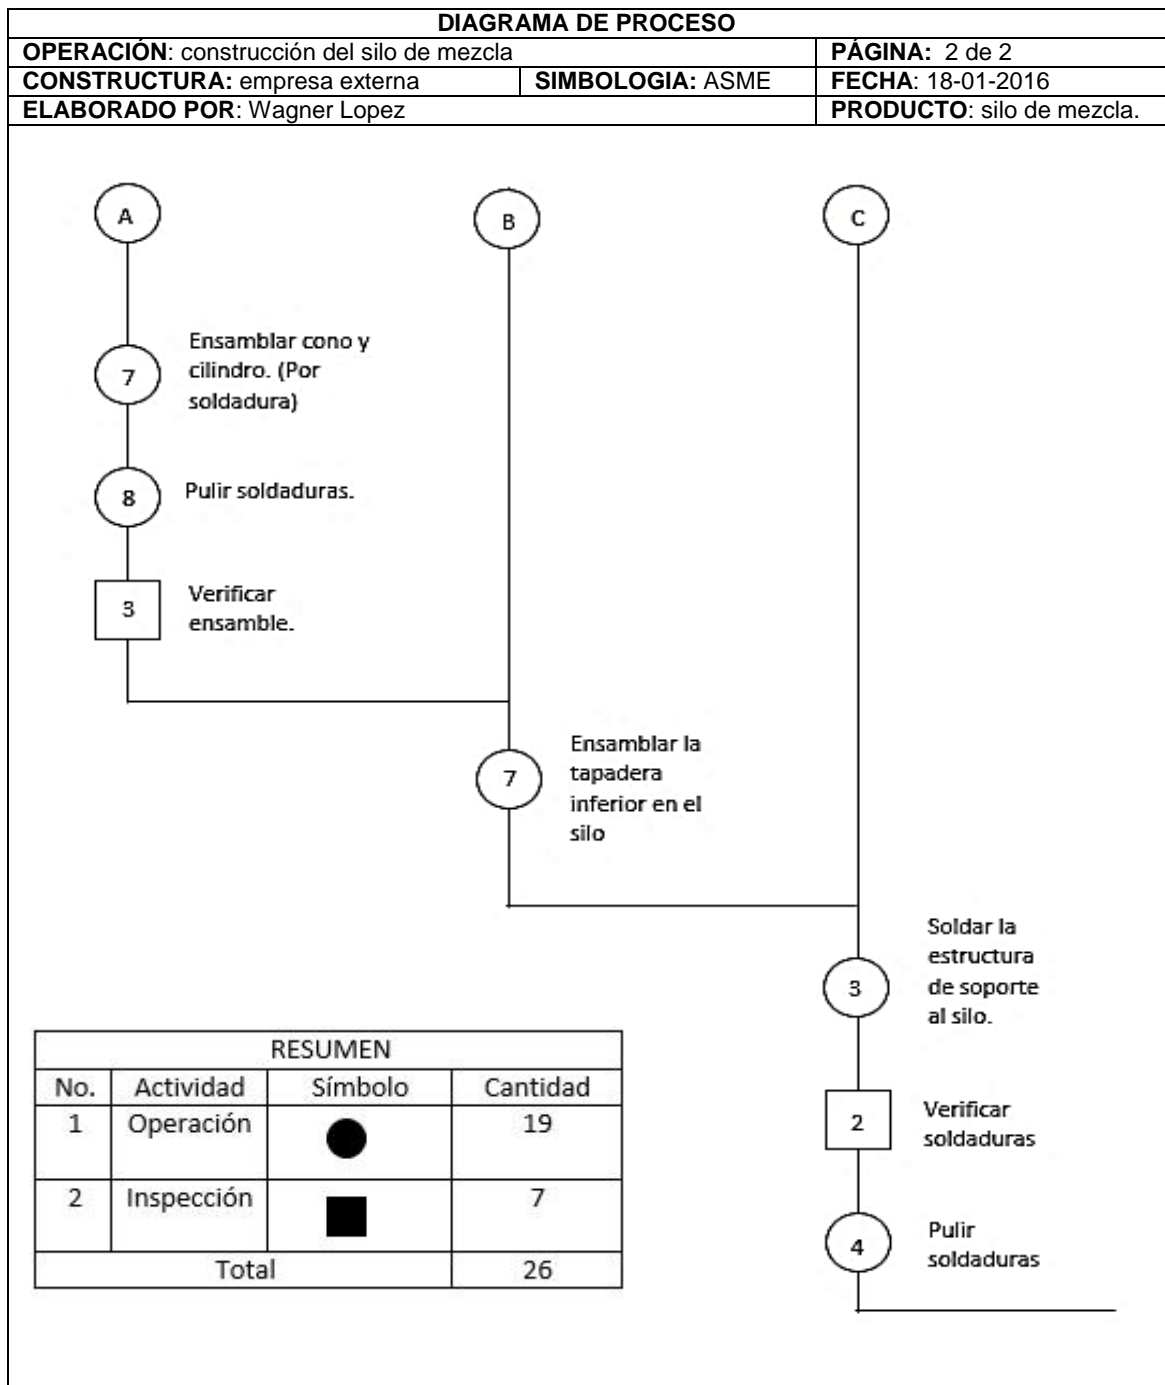 DIAGRAMA DE PROCESO
OPERACIÓN: construcción del silo de mezcla
PÁGINA: 2 de 2
CONSTRUCTURA: empresa externa
SIMBOLOGIA: ASME
FECHA: 18-01-2016
ELABORADO POR: Wagner Lopez
PRODUCTO: silo de mezcla.
A
B
C
7
Ensamblar cono y
cilindro. (Por
soldadura)
8
Pulir soldaduras.
3
Verificar
ensamble.
7
Ensamblar la
tapadera
inferior en el
silo
3
Soldar la
estructura
de soporte
al silo.
2
Verificar
soldaduras
4
Pulir
soldaduras
RESUMEN
No. Actividad Símbolo Cantidad
1 Operación 19
2 Inspección 7
Total 26